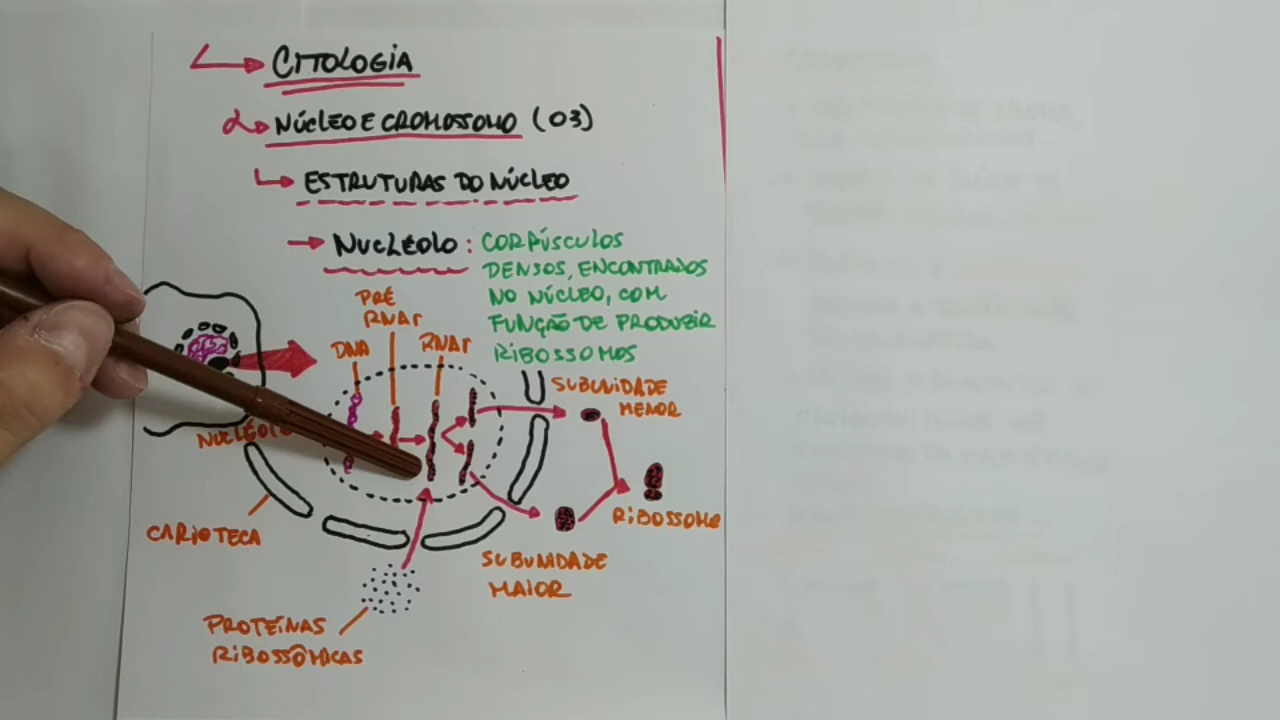 CITOLOGIA
NÚCLEO E CROMOSSOMO (03)
ESTRUTURAS DO NÚCLEO
NUCLÉOLO: CORPÚSCULOS
DENSOS, ENCONTRADOS
NO NÚCLEO, COM
FUNÇÃO DE PRODUZIR
RIBOSSOMOS
PRÉ
RNAr
DNA
RNAr
SUBUNIDADE
MENOR
NUCLÉOLO
RIBOSSOMO
CARIOTECA
SUBUNIDADE
MAIOR
PROTEÍNAS
RIBOSSÔMICAS